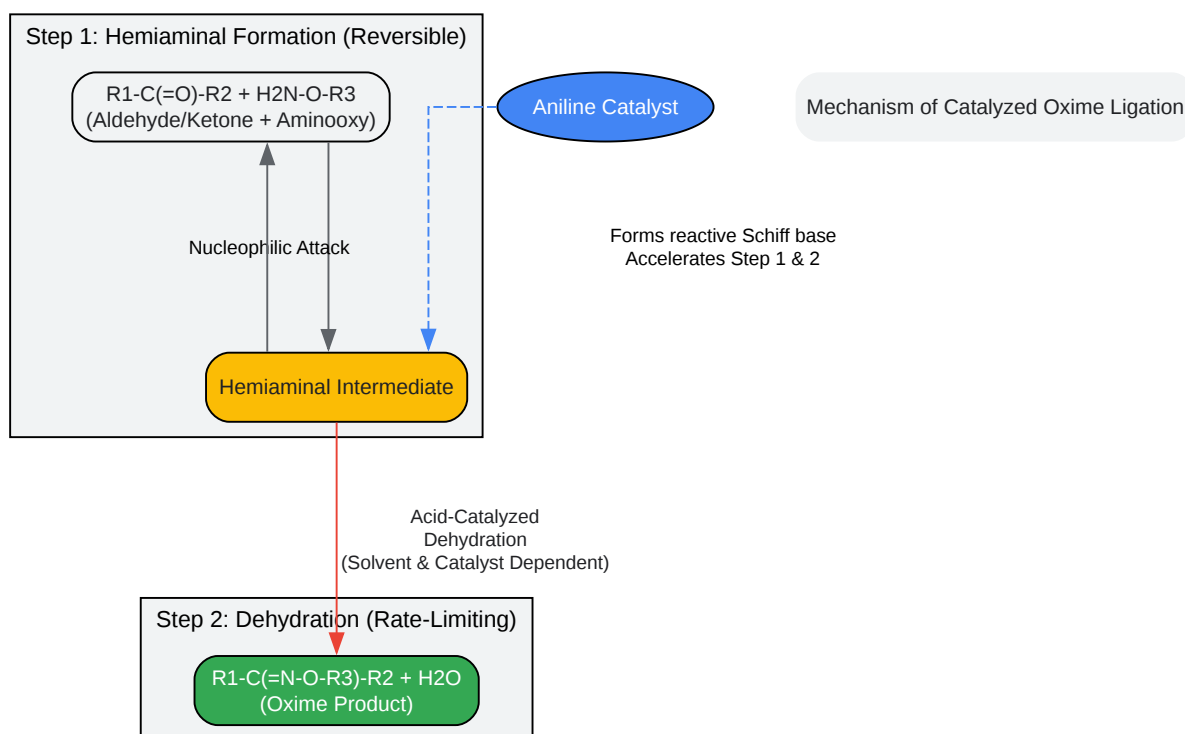 Step 1: Hemiaminal Formation (Reversible)
R1-C(=O)-R2 + H2N-O-R3
(Aldehyde/Ketone + Aminooxy)
Aniline Catalyst
Mechanism of Catalyzed Oxime Ligation
Nucleophilic Attack
Forms reactive Schiff base
Accelerates Step 1 & 2
Hemiaminal Intermediate
Acid-Catalyzed
Dehydration
(Solvent & Catalyst Dependent)
Step 2: Dehydration (Rate-Limiting)
R1-C(=N-O-R3)-R2 + H2O
(Oxime Product)